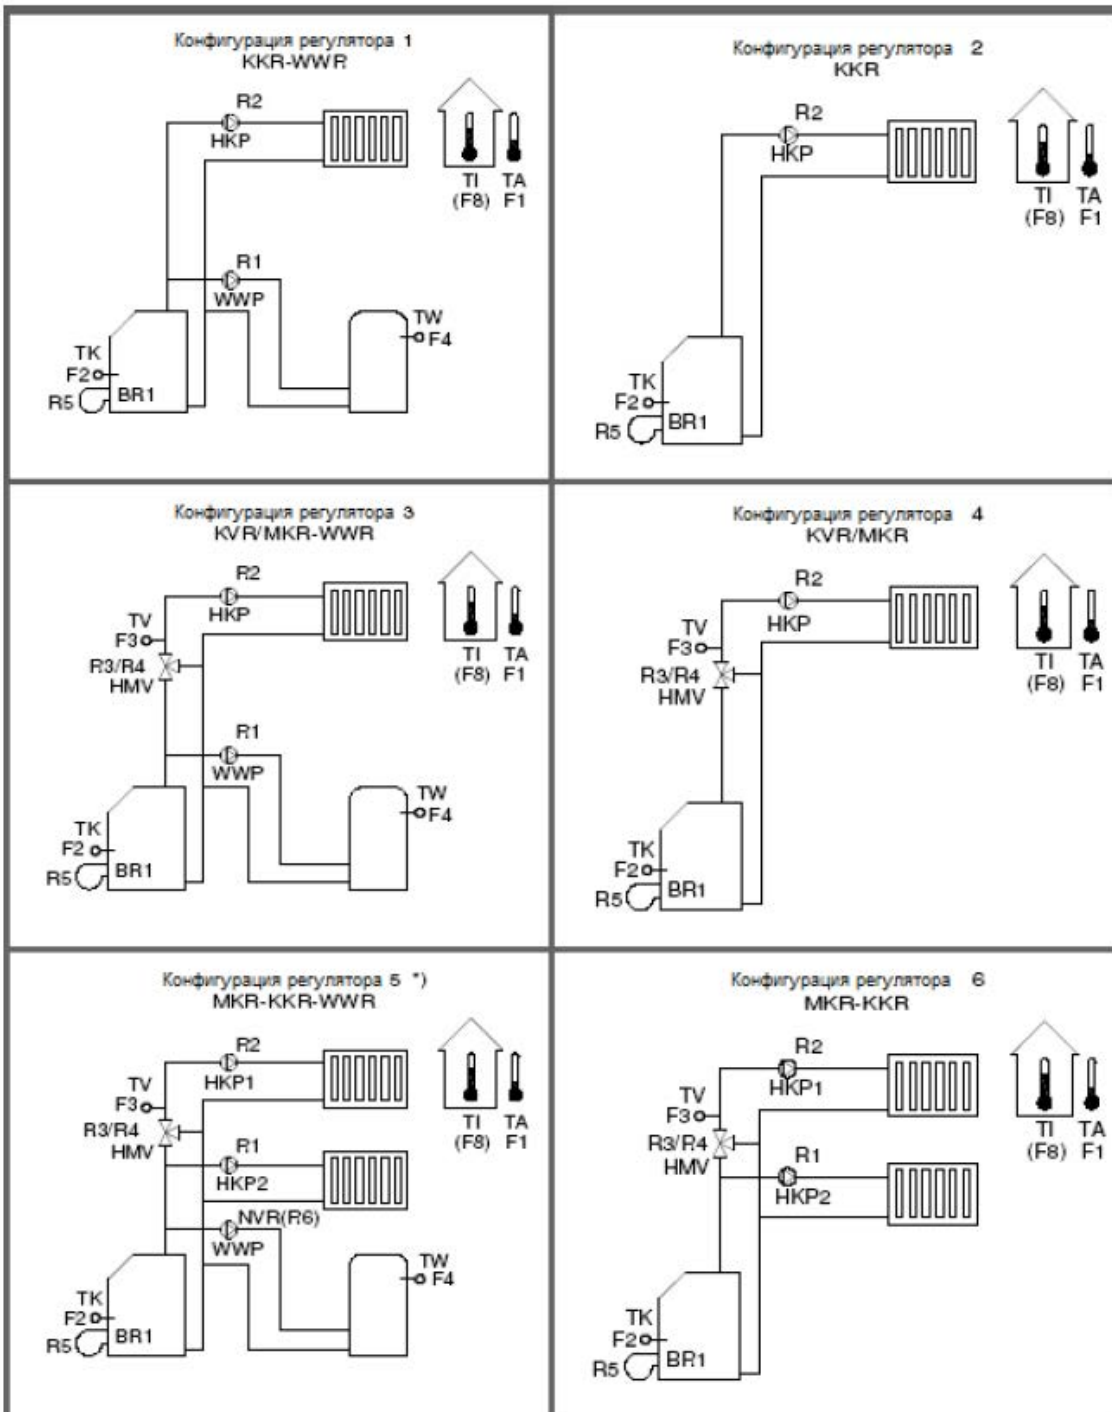 Конфигурация регулятора 1
KKR-WWR
R2
HKP
TI
(F8)
TA
F1
R1
WWP
TW
F4
TK
F2
R5
BR1
Конфигурация регулятора 2
KKR
R2
HKP
TI
(F8)
TA
F1
TK
F2
R5
BR1
Конфигурация регулятора 3
KVR/MKR-WWR
R2
HKP
TV
F3
R3/R4
HMV
TI
(F8)
TA
F1
R1
WWP
TW
F4
TK
F2
R5
BR1
Конфигурация регулятора 4
KVR/MKR
R2
HKP
TV
F3
R3/R4
HMV
TI
(F8)
TA
F1
TK
F2
R5
BR1
Конфигурация регулятора 5 *)
MKR-KKR-WWR
R2
HKP1
TV
F3
R3/R4
HMV
TI
(F8)
TA
F1
R1
HKP2
NVR(R6)
WWP
TW
F4
TK
F2
R5
BR1
Конфигурация регулятора 6
MKR-KKR
R2
HKP1
TV
F3
R3/R4
HMV
TI
(F8)
TA
F1
R1
HKP2
TK
F2
R5
BR1